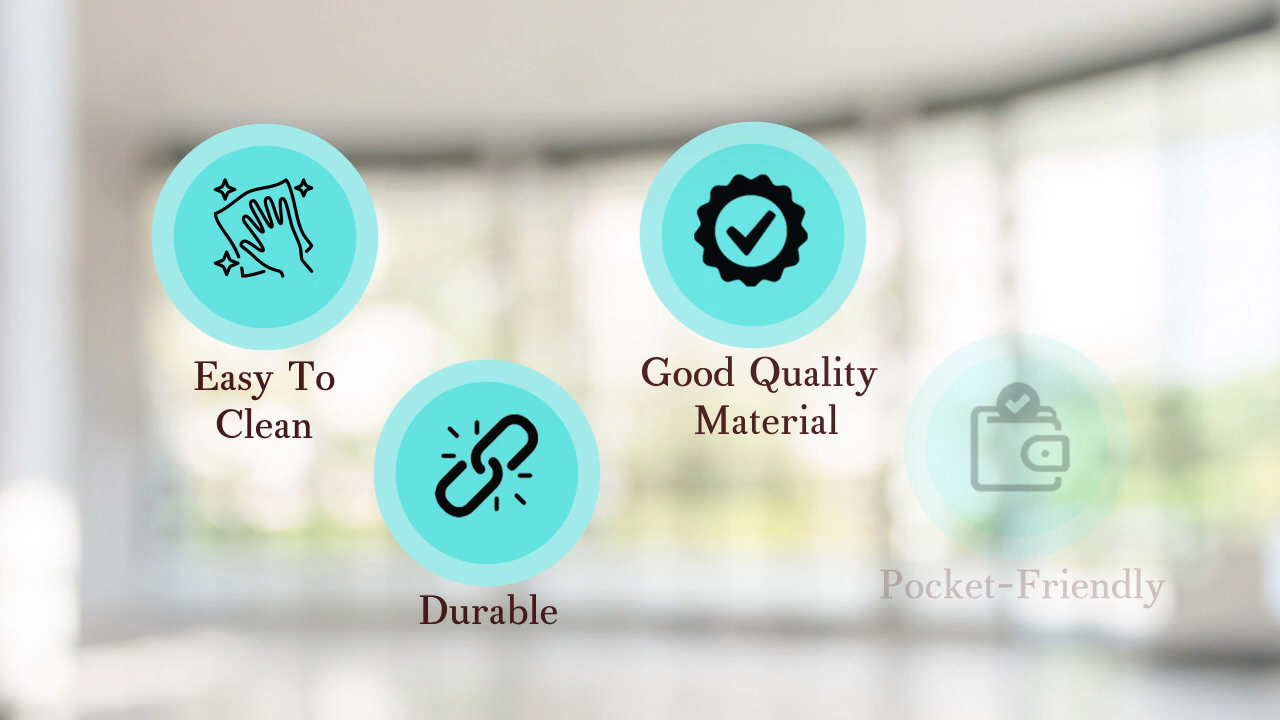 Easy To
Clean
Durable
Good Quality
Material
Pocket-Friendly